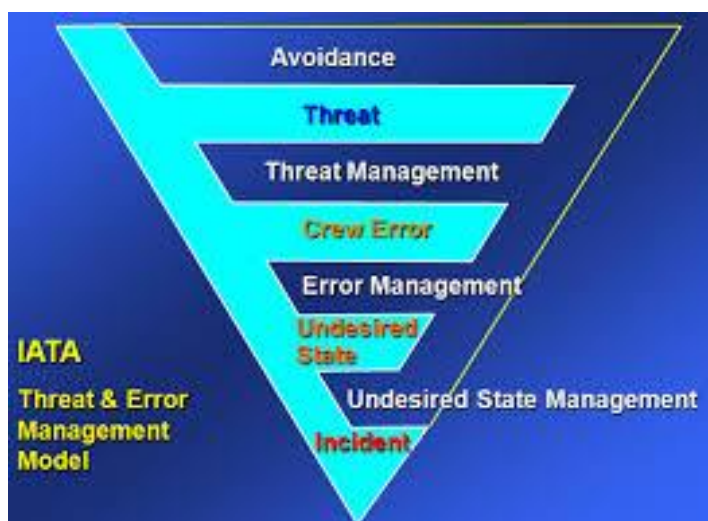 Avoidance
Threat
Threat Management
Crew Error
Error Management
Undesired
State
Undesired State Management
Incident
IATA
Threat & Error
Management
Model